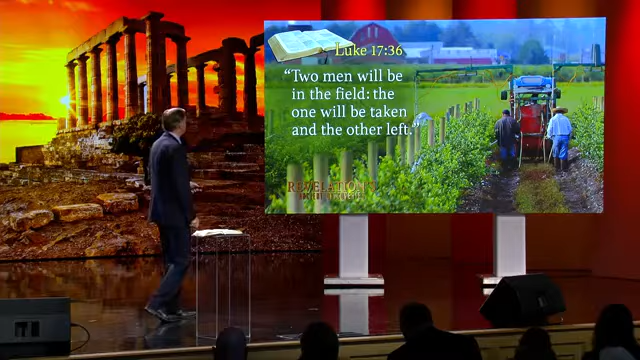 Luke 17:36
“Two men will be
in the field: the
one will be taken
and the other left.”
REVELATION'S